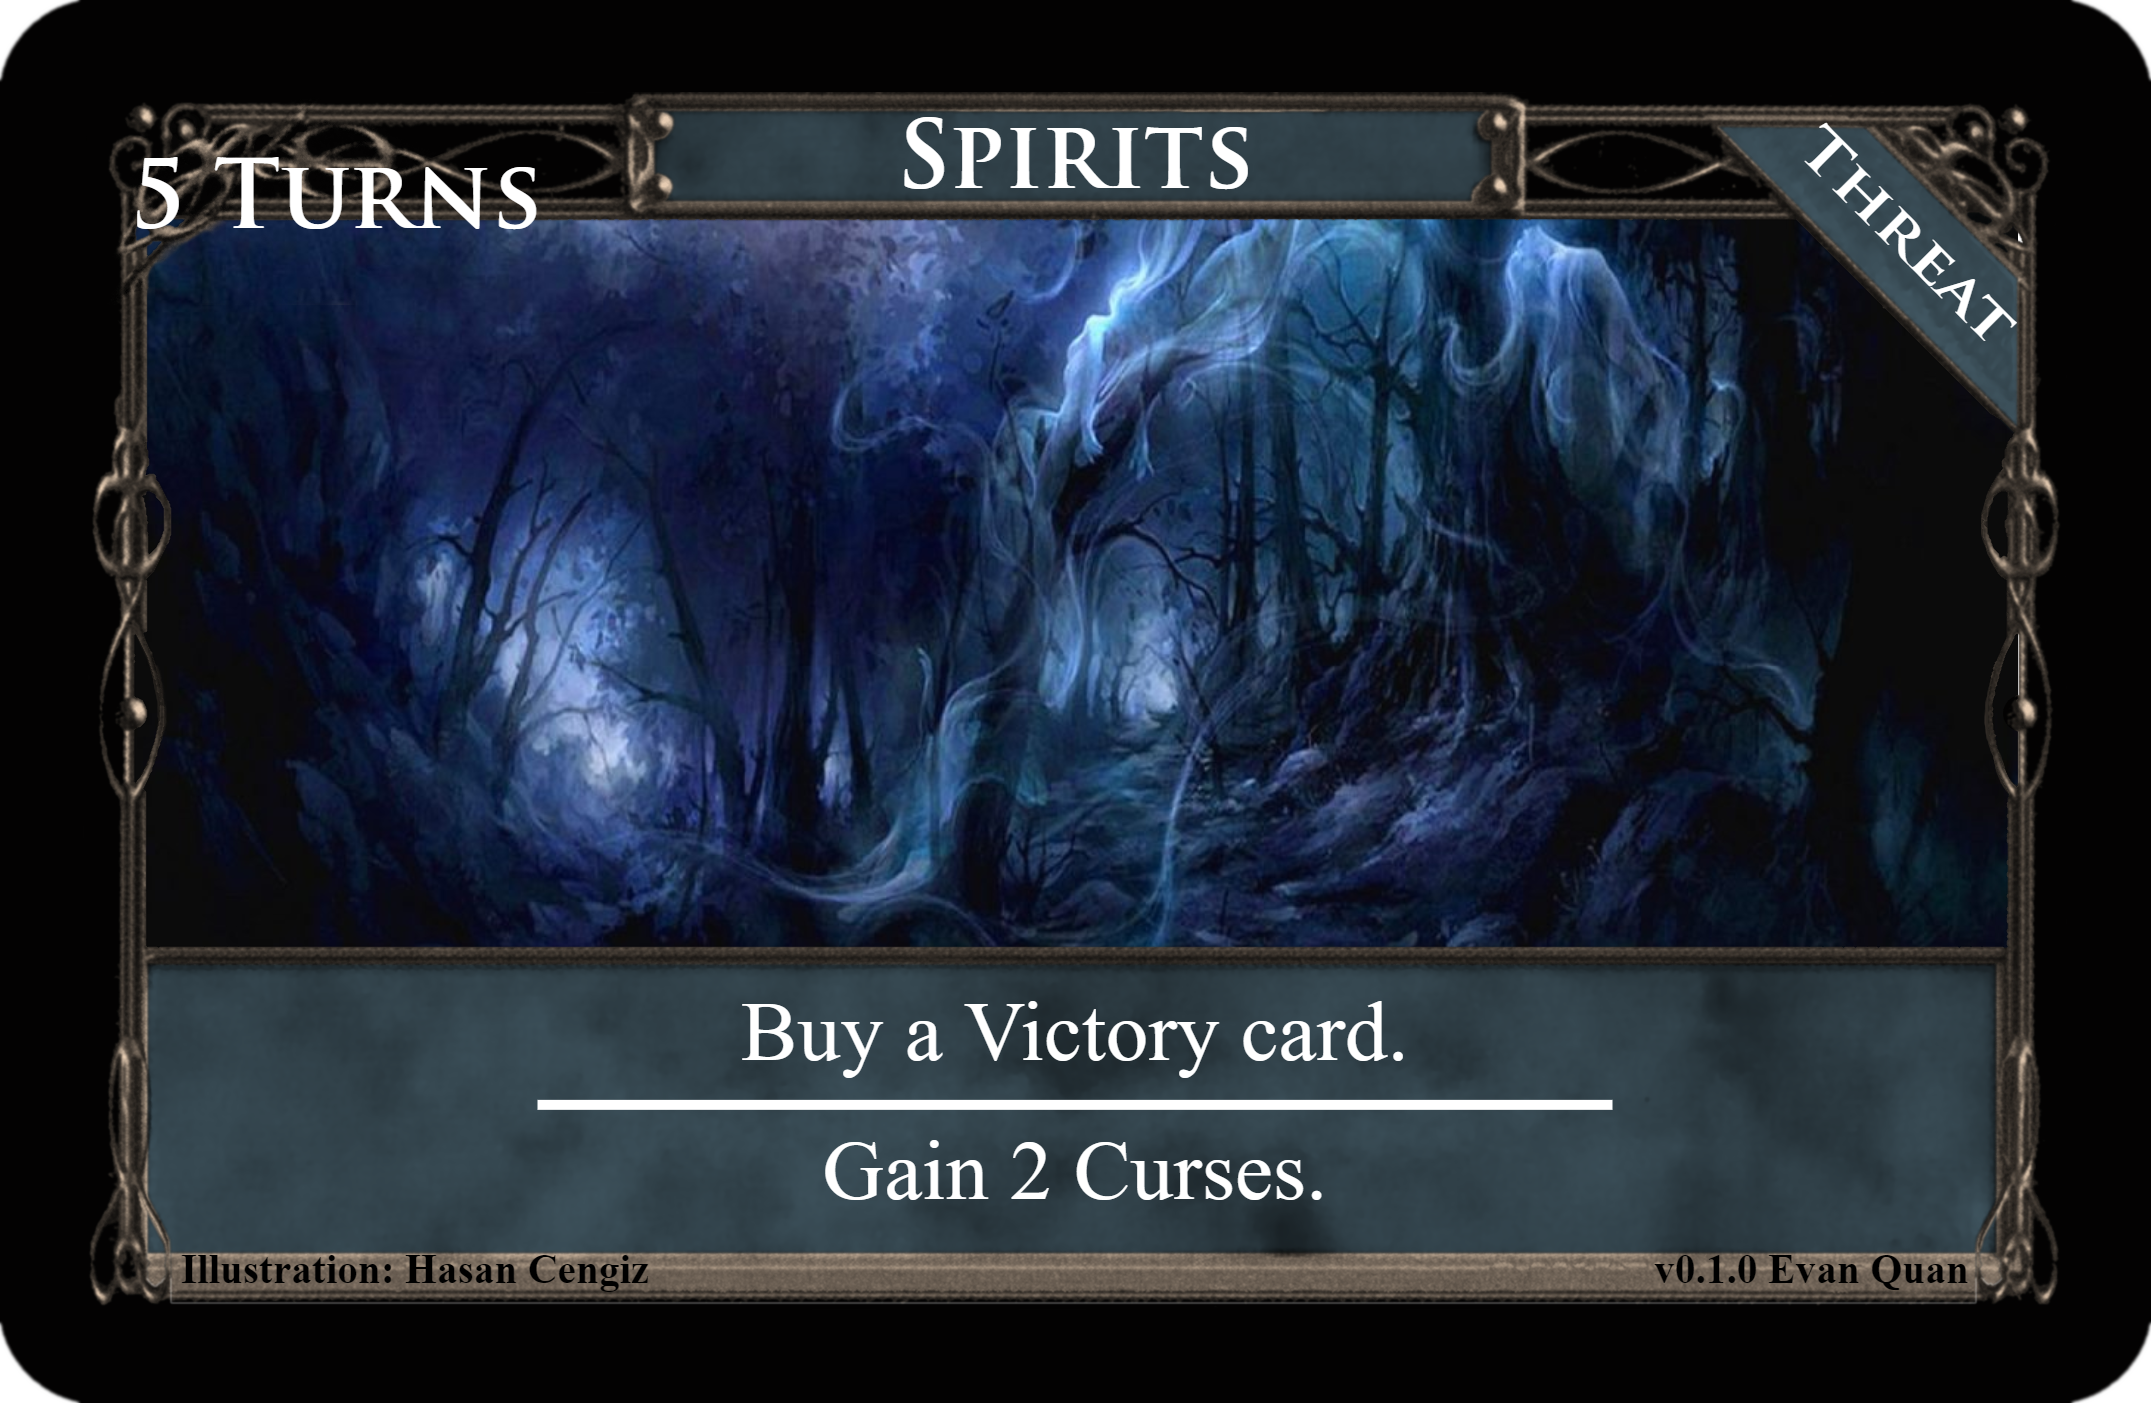 5 Turns
Spirits
Threat
Buy a Victory card.
Gain 2 Curses.
Illustration: Hasan Cengiz
v0.1.0 Evan Quan